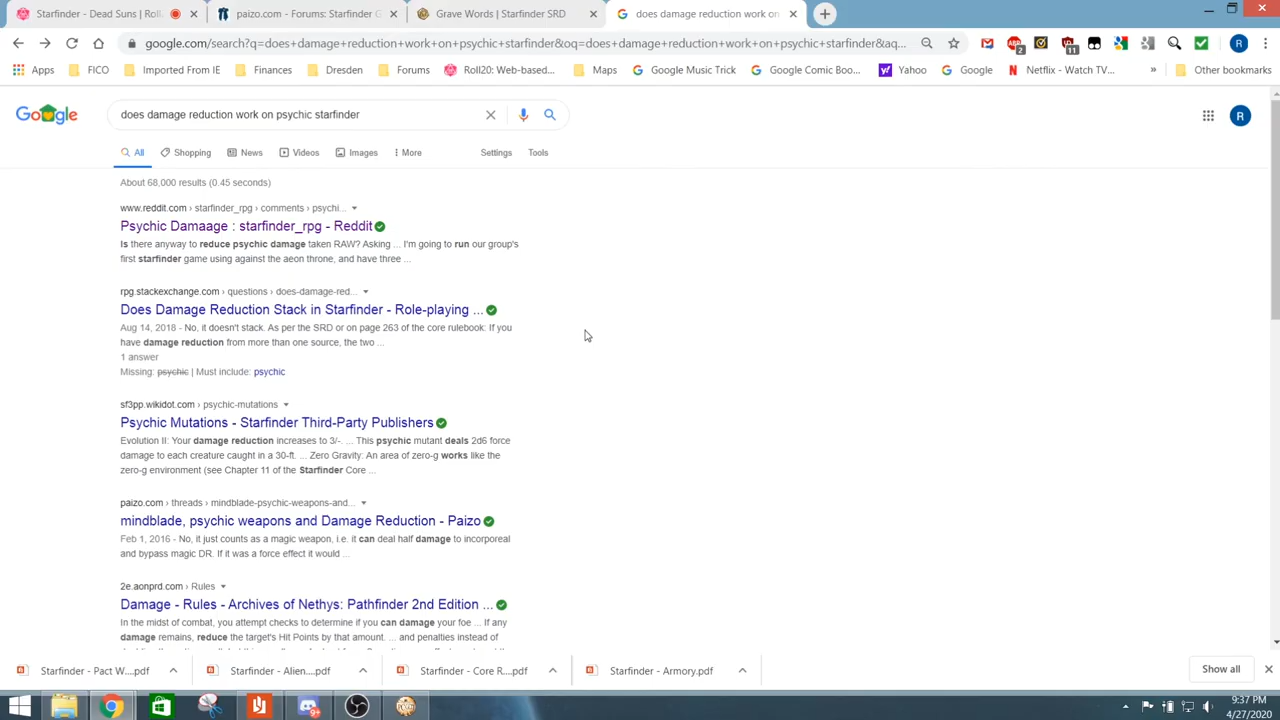 Starfinder - Dead Suns | Roll
paizo.com - Forums: Starfinder G
Grave Words | Starfinder SRD
does damage reduction work on
google.com/search?q=does+damage+reduction+work+on+psychic+starfinder&oq=does+damage+reduction+work+on+psychic+starfinder&aq...
2
11
R
Apps
FICO
Imported From IE
Finances
Dresden
Forums
Roll20: Web-based...
Maps
Google Music Trick
Google Comic Boo...
Yahoo
Google
Netflix - Watch TV...
»
Other bookmarks
does damage reduction work on psychic starfinder
R
All
Shopping
News
Videos
Images
More
Settings
Tools
About 68,000 results (0.45 seconds)
www.reddit.com › starfinder_rpg › comments › psychi...
Psychic Damaage : starfinder_rpg - Reddit
Is there anyway to reduce psychic damage taken RAW? Asking ... I'm going to run our group's
first starfinder game using against the aeon throne, and have three ...
rpg.stackexchange.com › questions › does-damage-red...
Does Damage Reduction Stack in Starfinder - Role-playing ...
Aug 14, 2018 - No, it doesn't stack. As per the SRD or on page 263 of the core rulebook: If you
have damage reduction from more than one source, the two ...
1 answer
Missing: psychic | Must include: psychic
sf3pp.wikidot.com › psychic-mutations
Psychic Mutations - Starfinder Third-Party Publishers
Evolution II: Your damage reduction increases to 3/-. ... This psychic mutant deals 2d6 force
damage to each creature caught in a 30-ft. ... Zero Gravity: An area of zero-g works like the
zero-g environment (see Chapter 11 of the Starfinder Core ...
paizo.com › threads › mindblade-psychic-weapons-and...
mindblade, psychic weapons and Damage Reduction - Paizo
Feb 1, 2016 - No, it just counts as a magic weapon, i.e. it can deal half damage to incorporeal
and bypass magic DR. If it was a force effect it would ...
2e.aonprd.com › Rules
Damage - Rules - Archives of Nethys: Pathfinder 2nd Edition ...
In the midst of combat, you attempt checks to determine if you can damage your foe ... If any
damage remains, reduce the target's Hit Points by that amount. ... and penalties instead of
Starfinder - Pact W....pdf
Starfinder - Alien....pdf
Starfinder - Core R....pdf
Starfinder - Armory.pdf
Show all
9:37 PM
4/27/2020